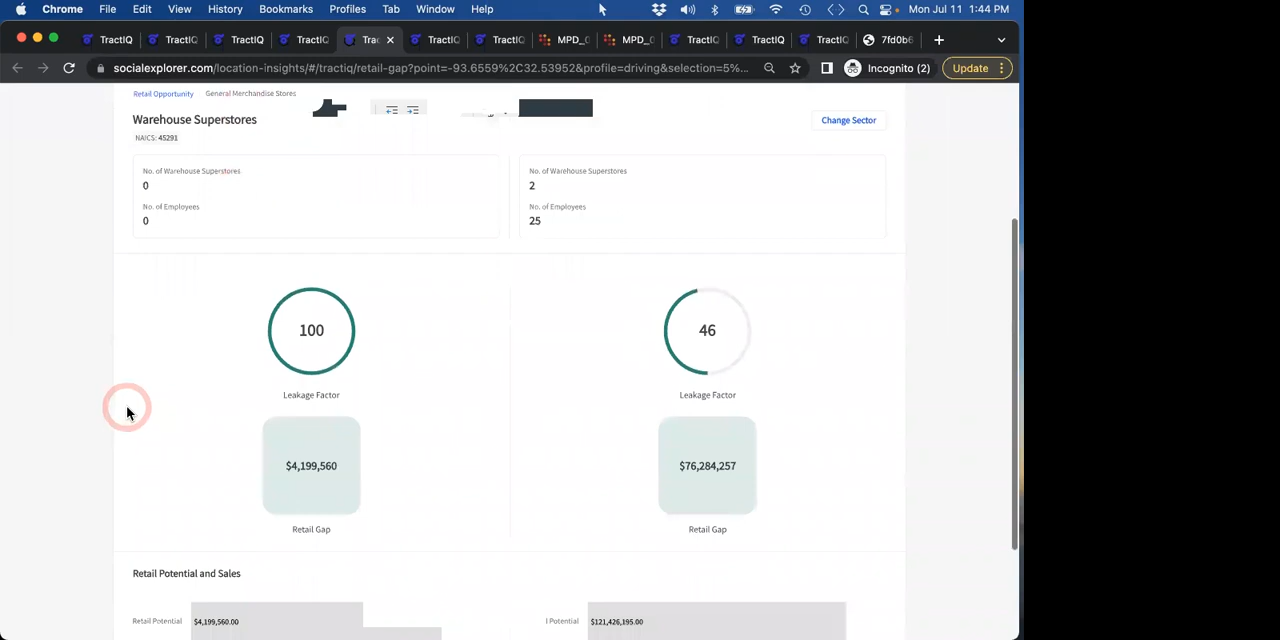 Chrome File Edit View History Bookmarks Profiles Tab Window Help Mon Jul 11 1:44 PM
TractIQ TractIQ TractIQ TractIQ Trac TractIQ TractIQ MPD_0 MPD_0 TractIQ TractIQ TractIQ 7fd0b6
socialexplorer.com/location-insights/#/tractiq/retail-gap?point=-93.6559%2C32.53952&profile=driving&selection=5%... Incognito (2) Update
Retail Opportunity General Merchandise Stores
Warehouse Superstores
Change Sector
NAICS: 45291
No. of Warehouse Superstores No. of Warehouse Superstores
0 2
No. of Employees No. of Employees
0 25
100 46
Leakage Factor Leakage Factor
$4,199,560 $76,284,257
Retail Gap Retail Gap
Retail Potential and Sales
Retail Potential $4,199,560.00 l Potential $121,426,195.00